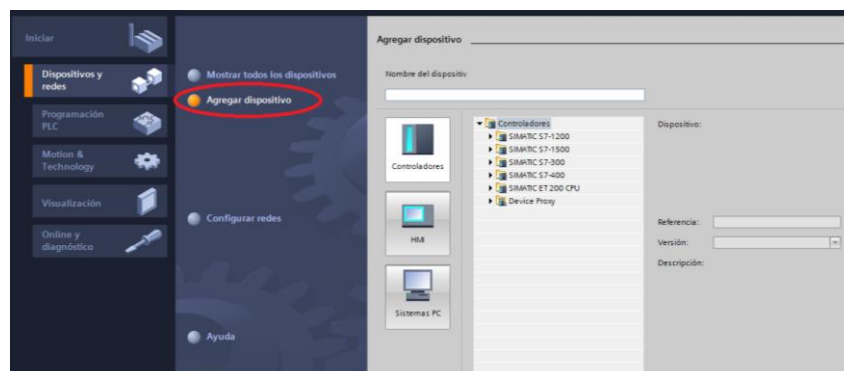 Iniciar
Dispositivos y
redes
Programación
PLC
Motion &
Technology
Visualización
Online y
diagnóstico
Mostrar todos los dispositivos
Agregar dispositivo
Configurar redes
Ayuda
Agregar dispositivo
Nombre del dispositiv
Controladores
HMI
Sistemas PC
Controladores
SIMATIC S7-1200
SIMATIC S7-1500
SIMATIC S7-300
SIMATIC S7-400
SIMATIC ET 200 CPU
Device Proxy
Dispositivo:
Referencia:
Versión:
Descripción: